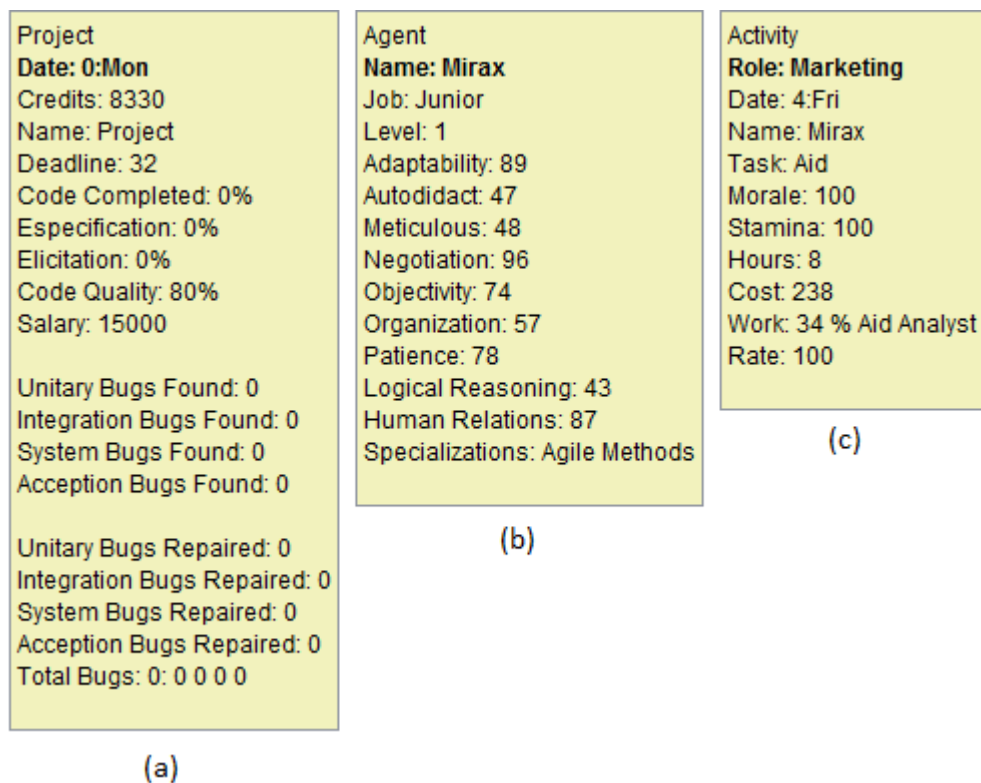 Project
Date: 0:Mon
Credits: 8330
Name: Project
Deadline: 32
Code Completed: 0%
Especification: 0%
Elicitation: 0%
Code Quality: 80%
Salary: 15000
Unitary Bugs Found: 0
Integration Bugs Found: 0
System Bugs Found: 0
Acception Bugs Found: 0
Unitary Bugs Repaired: 0
Integration Bugs Repaired: 0
System Bugs Repaired: 0
Acception Bugs Repaired: 0
Total Bugs: 0: 0 0 0 0
(a)
Agent
Name: Mirax
Job: Junior
Level: 1
Adaptability: 89
Autodidact: 47
Meticulous: 48
Negotiation: 96
Objectivity: 74
Organization: 57
Patience: 78
Logical Reasoning: 43
Human Relations: 87
Specializations: Agile Methods
(b)
Activity
Role: Marketing
Date: 4:Fri
Name: Mirax
Task: Aid
Morale: 100
Stamina: 100
Hours: 8
Cost: 238
Work: 34 % Aid Analyst
Rate: 100
(c)